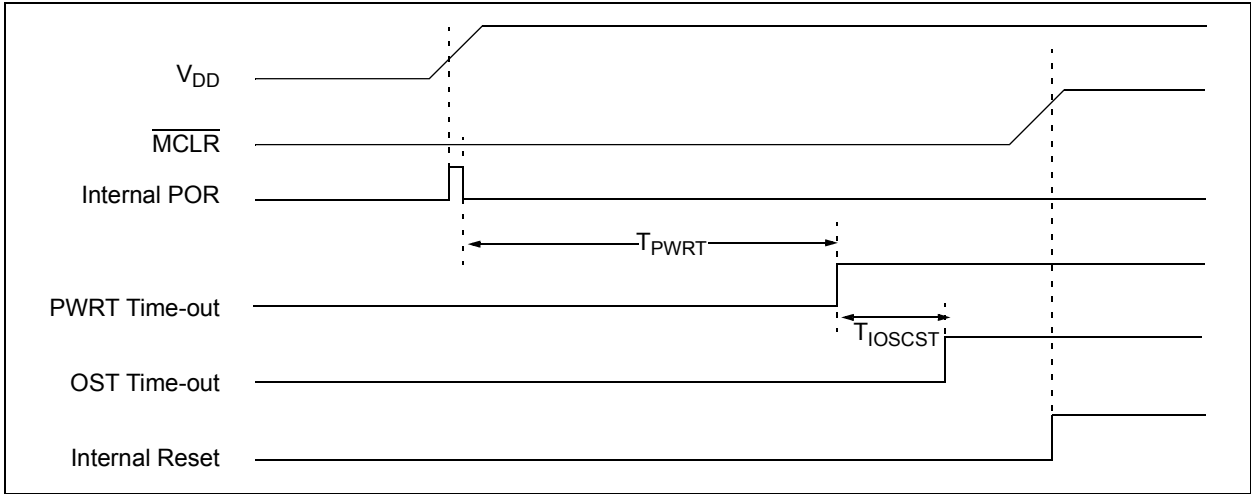 VDD
MCLR
Internal POR
TPWRT
PWRT Time-out
TIOSCST
OST Time-out
Internal Reset